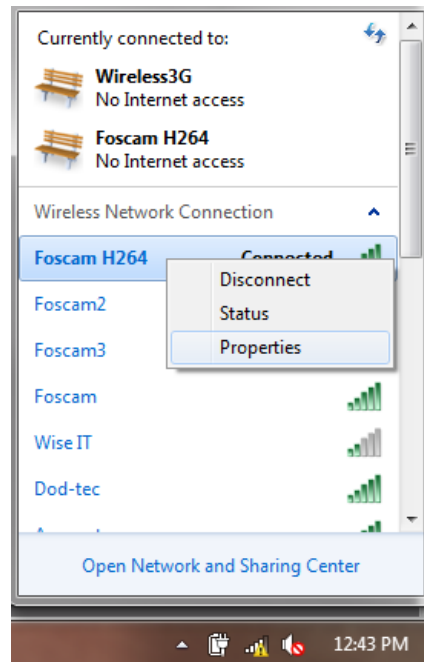 Currently connected to:
Wireless3G
No Internet access
Foscam H264
No Internet access
Wireless Network Connection
Foscam H264 Connected
Disconnect
Foscam2
Status
Foscam3
Properties
Foscam
Wise IT
Dod-tec
Open Network and Sharing Center
12:43 PM